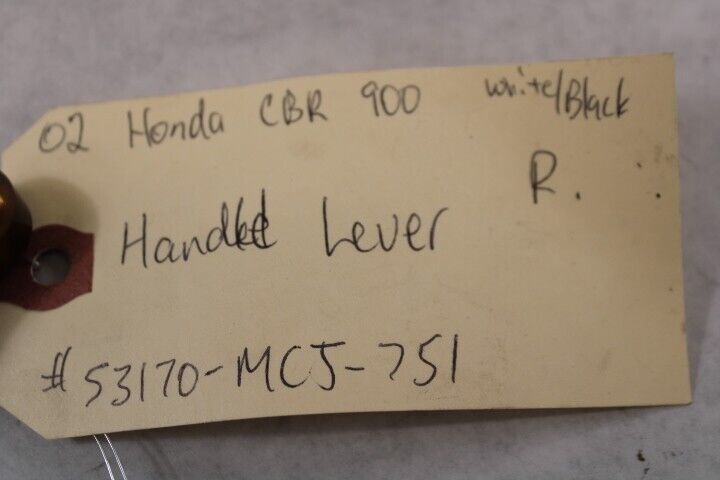 02 Honda CBR 900 white/Black
R.
Handle Lever
#53170-MCJ-751